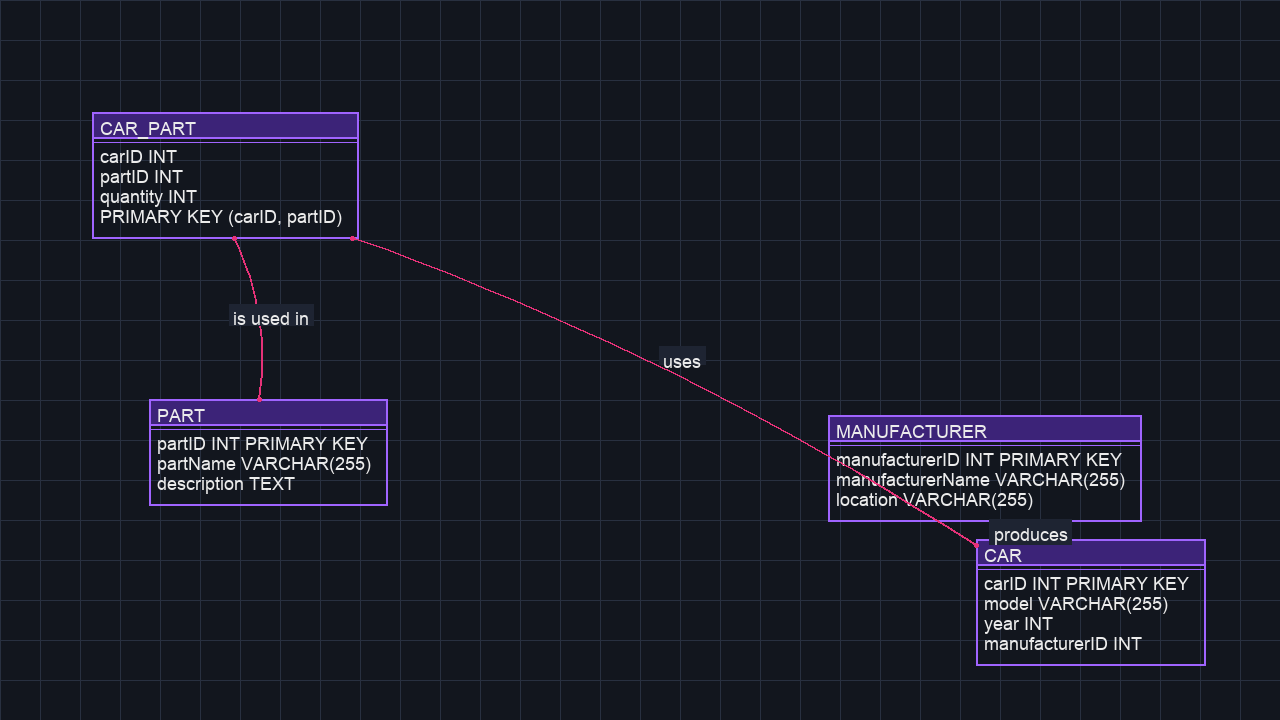 CAR_PART
carID INT
partID INT
quantity INT
PRIMARY KEY (carID, partID)
is used in
uses
PART
partID INT PRIMARY KEY
partName VARCHAR(255)
description TEXT
MANUFACTURER
manufacturerID INT PRIMARY KEY
manufacturerName VARCHAR(255)
location VARCHAR(255)
produces
CAR
carID INT PRIMARY KEY
model VARCHAR(255)
year INT
manufacturerID INT